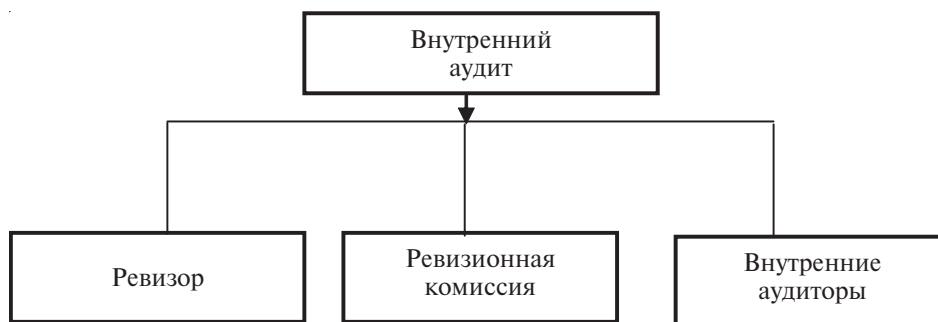 Внутренний
аудит
Ревизор
Ревизионная
комиссия
Внутренние
аудиторы